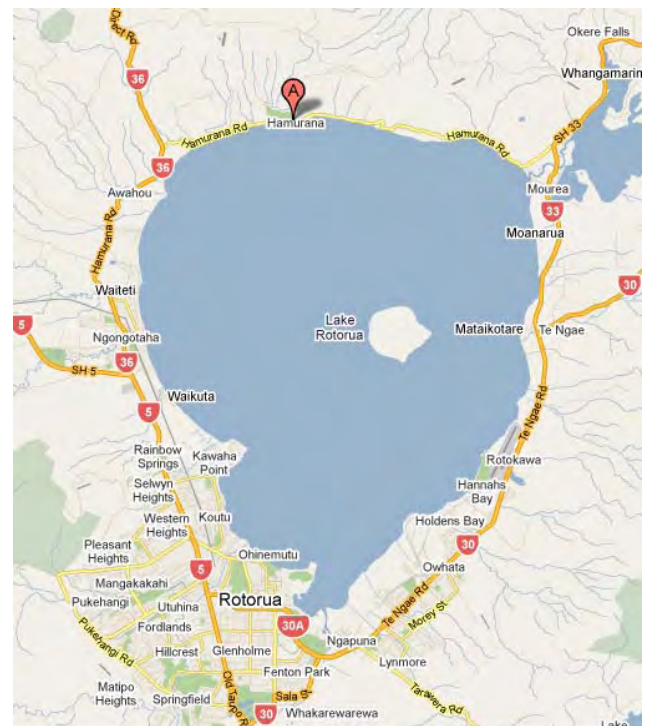 Direct Rd
Okere Falls
36
Whangamarin
A
Hamurana
Hamurana Rd
Hamurana Rd
SH 33
36
Awahou
Mourea
33
Moanarua
Hamurana Rd
Waiteti
30
Lake
Rotorua
5
Ngongotaha
Mataikotare
Te Ngae
36
SH 5
Waikuta
5
Te Ngae Rd
Rainbow
Springs
Kawaha
Point
Rotokawa
Selwyn
Heights
Hannahs
Bay
Western
Heights
Koutu
Holdens Bay
Pleasant
Heights
Ohinemutu
30
Owhata
Mangakakahi
5
Te Ngae Rd
Pukehangi
Utuhina
Rotorua
Morey St
Fordlands
30A
Ngapuna
Pukehangi Rd
Hillcrest
Glenholme
Lynmore
Fenton Park
Tarawera Rd
Matipo
Heights
Springfield
Old Taupo R
Sala St
30
Whakarewarewa
Lake